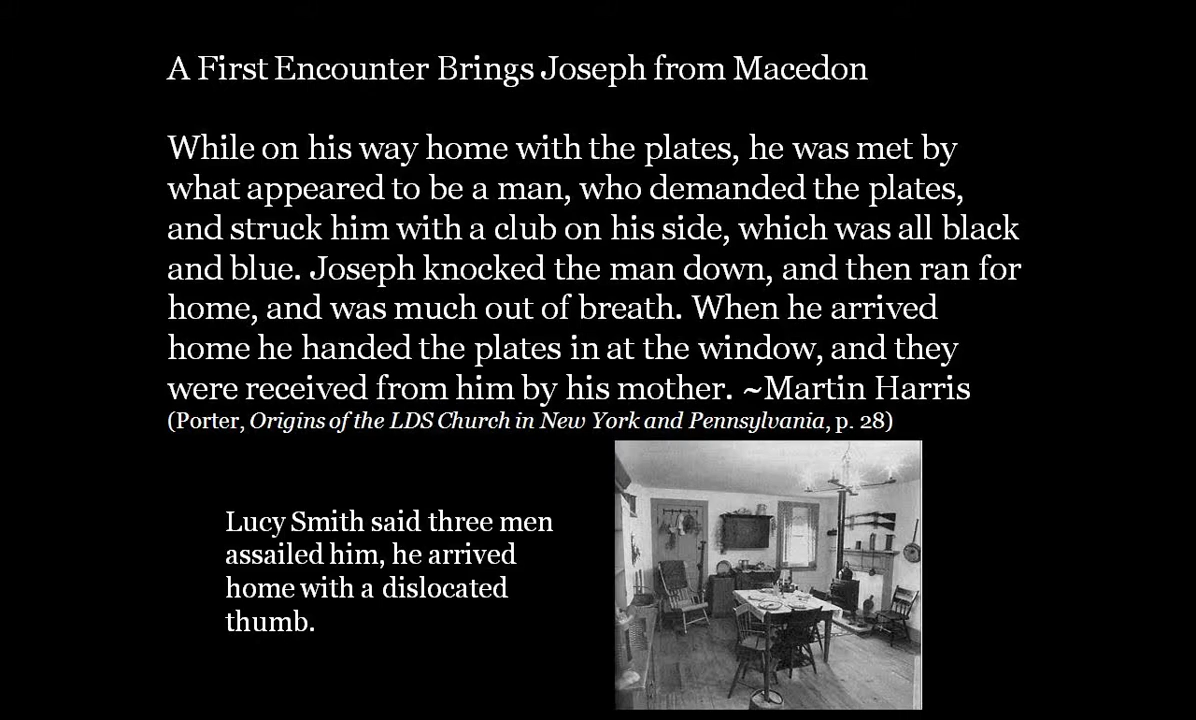 A First Encounter Brings Joseph from Macedon
While on his way home with the plates, he was met by
what appeared to be a man, who demanded the plates,
and struck him with a club on his side, which was all black
and blue. Joseph knocked the man down, and then ran for
home, and was much out of breath. When he arrived
home he handed the plates in at the window, and they
were received from him by his mother. ~Martin Harris
(Porter, Origins of the LDS Church in New York and Pennsylvania, p. 28)
Lucy Smith said three men
assailed him, he arrived
home with a dislocated
thumb.